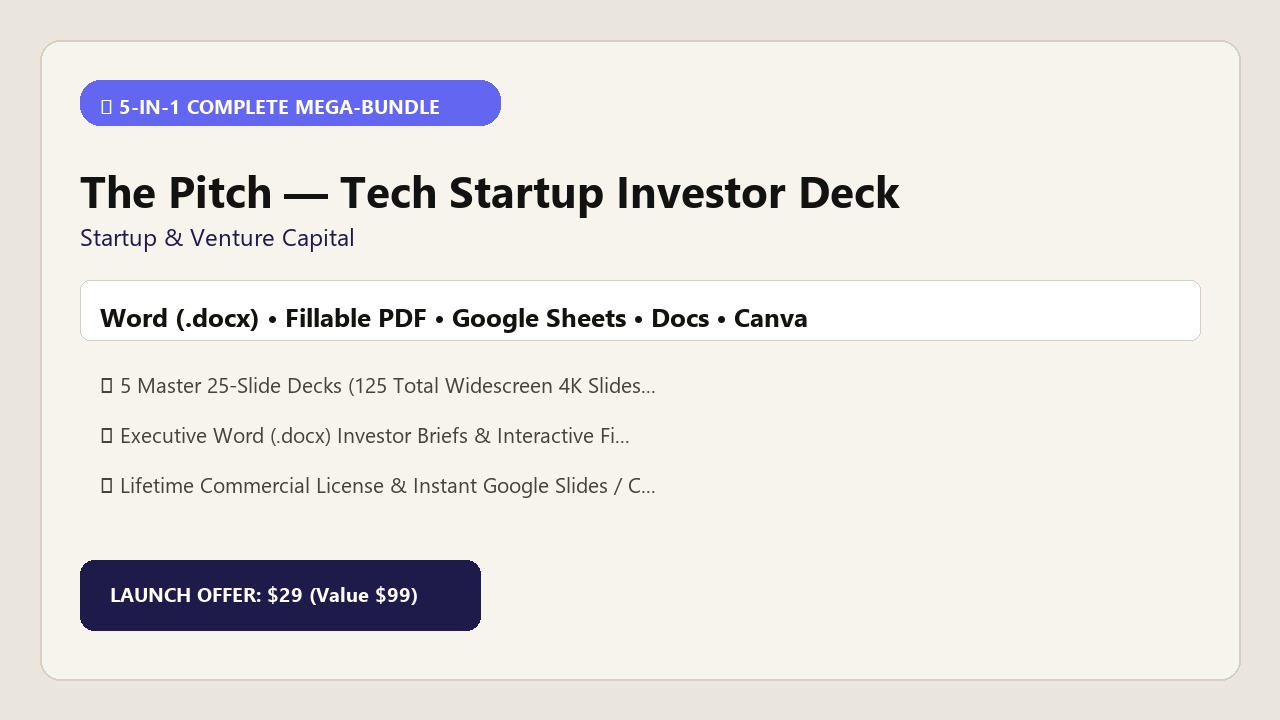 5-IN-1 COMPLETE MEGA-BUNDLE
The Pitch — Tech Startup Investor Deck
Startup & Venture Capital
Word (.docx) • Fillable PDF • Google Sheets • Docs • Canva
5 Master 25-Slide Decks (125 Total Widescreen 4K Slides...
Executive Word (.docx) Investor Briefs & Interactive Fi...
Lifetime Commercial License & Instant Google Slides / C...
LAUNCH OFFER: $29 (Value $99)